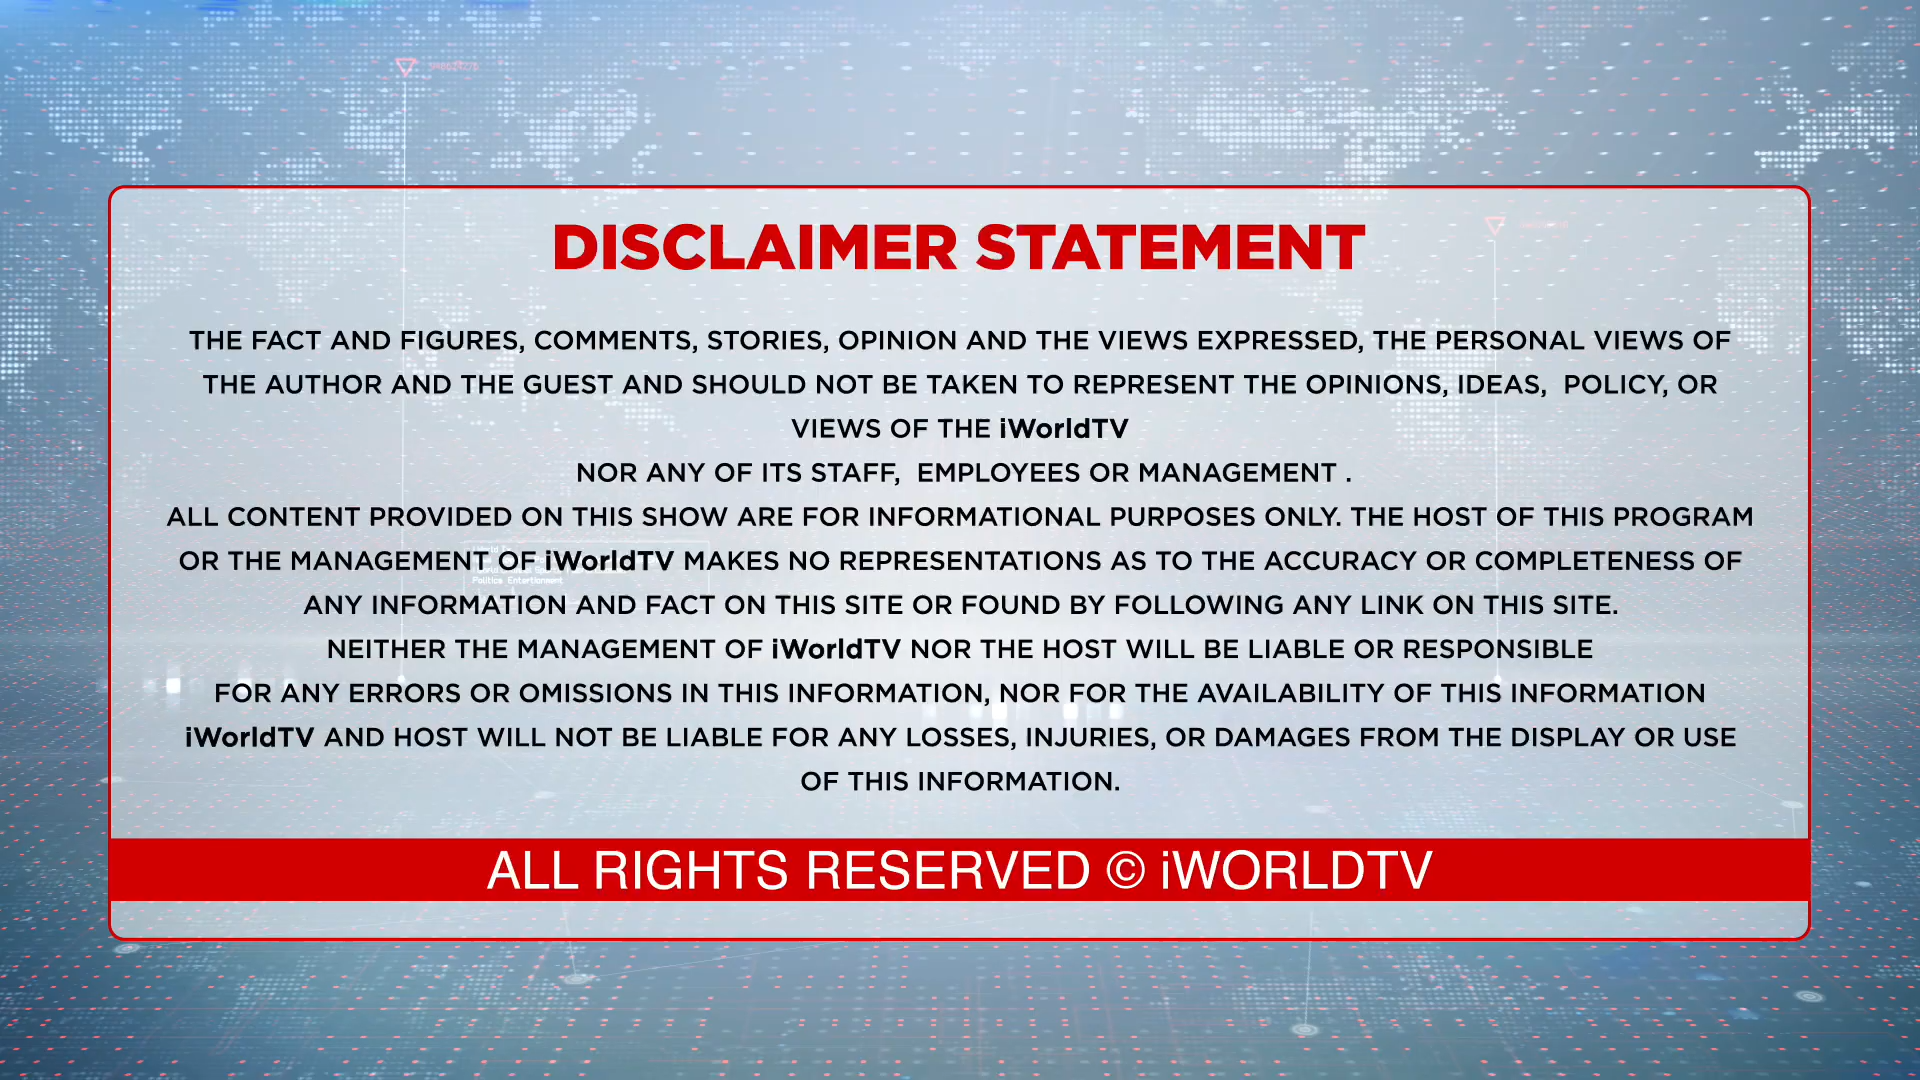 DISCLAIMER STATEMENT
THE FACT AND FIGURES, COMMENTS, STORIES, OPINION AND THE VIEWS EXPRESSED, THE PERSONAL VIEWS OF
THE AUTHOR AND THE GUEST AND SHOULD NOT BE TAKEN TO REPRESENT THE OPINIONS, IDEAS, POLICY, OR
VIEWS OF THE iWorldTV
NOR ANY OF ITS STAFF, EMPLOYEES OR MANAGEMENT .
ALL CONTENT PROVIDED ON THIS SHOW ARE FOR INFORMATIONAL PURPOSES ONLY. THE HOST OF THIS PROGRAM
OR THE MANAGEMENT OF iWorldTV MAKES NO REPRESENTATIONS AS TO THE ACCURACY OR COMPLETENESS OF
Politics Entertionment
ANY INFORMATION AND FACT ON THIS SITE OR FOUND BY FOLLOWING ANY LINK ON THIS SITE.
NEITHER THE MANAGEMENT OF iWorldTV NOR THE HOST WILL BE LIABLE OR RESPONSIBLE
FOR ANY ERRORS OR OMISSIONS IN THIS INFORMATION, NOR FOR THE AVAILABILITY OF THIS INFORMATION
iWorldTV AND HOST WILL NOT BE LIABLE FOR ANY LOSSES, INJURIES, OR DAMAGES FROM THE DISPLAY OR USE
OF THIS INFORMATION.
ALL RIGHTS RESERVED © iWORLDTV